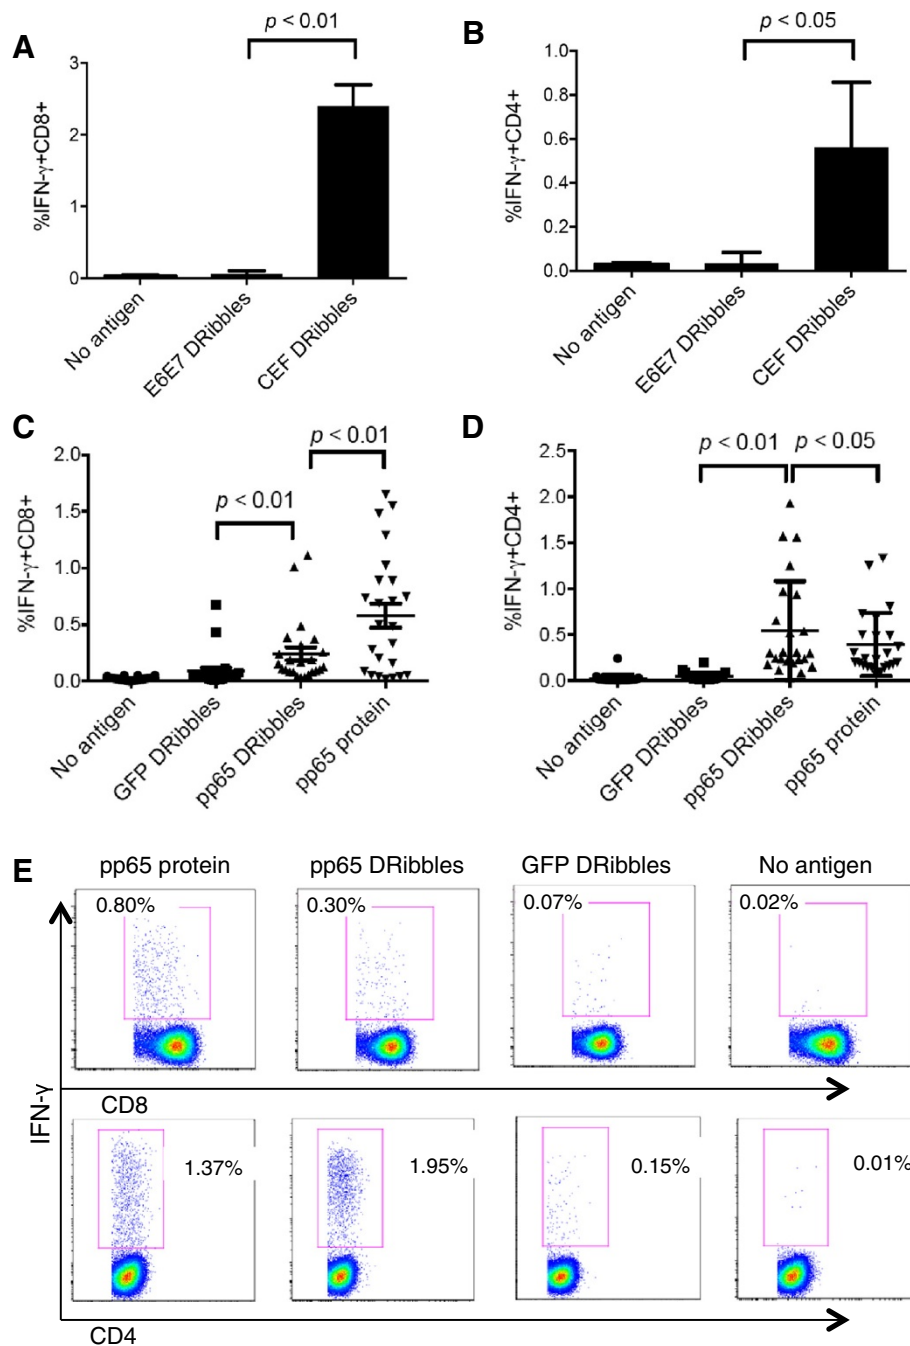 A
p < 0.01
%IFN-γ+CD8+
3
2
1
0
No antigen
E6E7 DRibbles
CEF DRibbles
B
p < 0.05
%IFN-γ+CD4+
1.0
0.8
0.6
0.4
0.2
0.0
No antigen
E6E7 DRibbles
CEF DRibbles
C
p < 0.01
p < 0.01
%IFN-γ+CD8+
2.0
1.5
1.0
0.5
0.0
No antigen
GFP DRibbles
pp65 DRibbles
pp65 protein
D
p < 0.01
p < 0.05
%IFN-γ+CD4+
2.5
2.0
1.5
1.0
0.5
0.0
No antigen
GFP DRibbles
pp65 DRibbles
pp65 protein
E
pp65 protein
pp65 DRibbles
GFP DRibbles
No antigen
0.80%
0.30%
0.07%
0.02%
IFN-γ
CD8
1.37%
1.95%
0.15%
0.01%
CD4